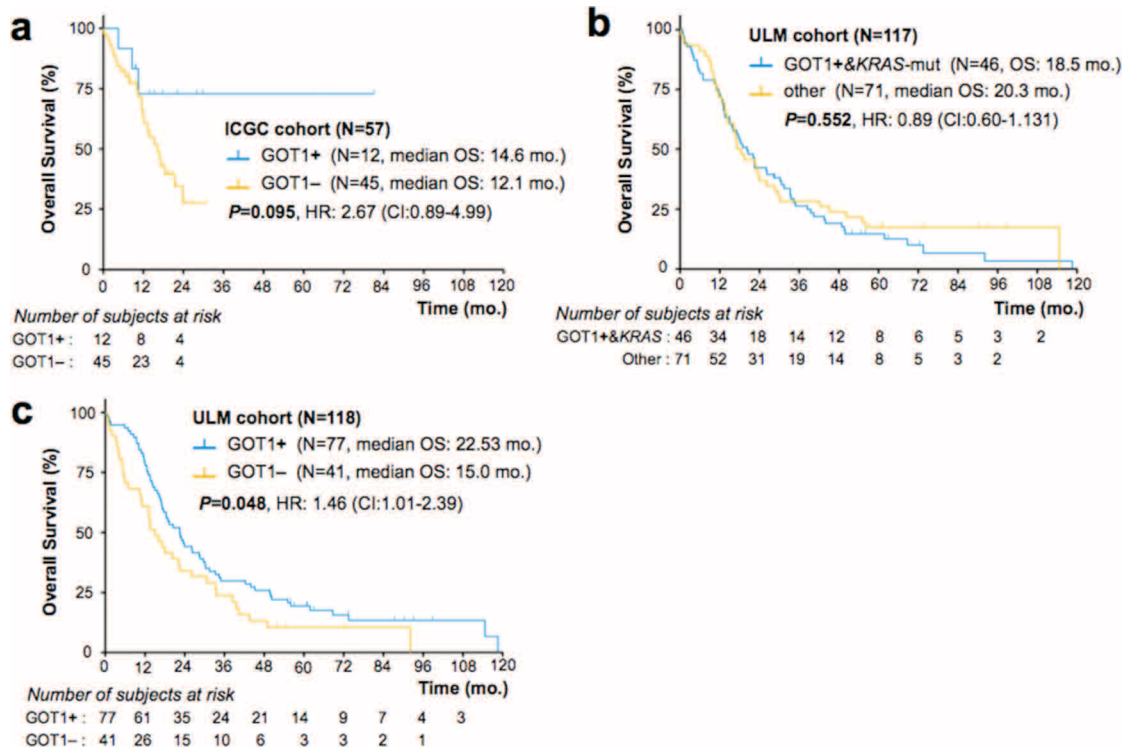 a
Overall Survival (%)
100
75
50
25
0
ICGC cohort (N=57)
GOT1+ (N=12, median OS: 14.6 mo.)
GOT1– (N=45, median OS: 12.1 mo.)
P=0.095, HR: 2.67 (CI:0.89-4.99)
0 12 24 36 48 60 72 84 96 108 120
Time (mo.)
Number of subjects at risk
GOT1+ : 12 8 4
GOT1– : 45 23 4
b
Overall Survival (%)
100
75
50
25
0
ULM cohort (N=117)
GOT1+&KRAS-mut (N=46, OS: 18.5 mo.)
other (N=71, median OS: 20.3 mo.)
P=0.552, HR: 0.89 (CI:0.60-1.131)
0 12 24 36 48 60 72 84 96 108 120
Time (mo.)
Number of subjects at risk
GOT1+&KRAS : 46 34 18 14 12 8 6 5 3 2
Other : 71 52 31 19 14 8 5 3 2
c
Overall Survival (%)
100
75
50
25
0
ULM cohort (N=118)
GOT1+ (N=77, median OS: 22.53 mo.)
GOT1– (N=41, median OS: 15.0 mo.)
P=0.048, HR: 1.46 (CI:1.01-2.39)
0 12 24 36 48 60 72 84 96 108 120
Time (mo.)
Number of subjects at risk
GOT1+ : 77 61 35 24 21 14 9 7 4 3
GOT1– : 41 26 15 10 6 3 3 2 1